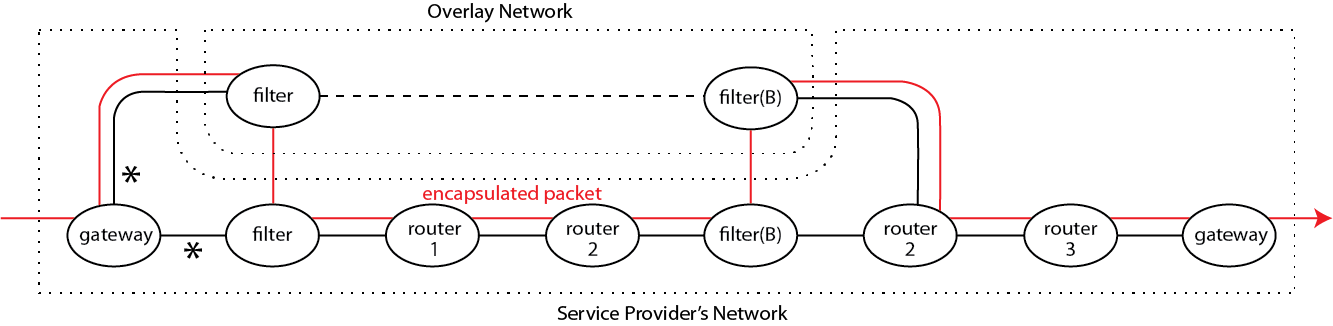 Overlay Network
filter
filter(B)
*
encapsulated packet
gateway
*
filter
router
1
router
2
filter(B)
router
2
router
3
gateway
Service Provider's Network